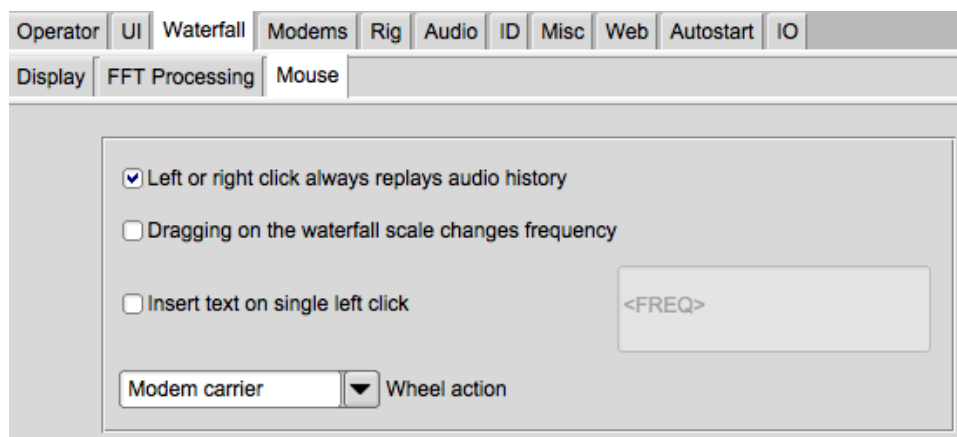 Operator UI Waterfall Modems Rig Audio ID Misc Web Autostart IO
Display FFT Processing Mouse
Left or right click always replays audio history
Dragging on the waterfall scale changes frequency
Insert text on single left click <FREQ>
Modem carrier Wheel action